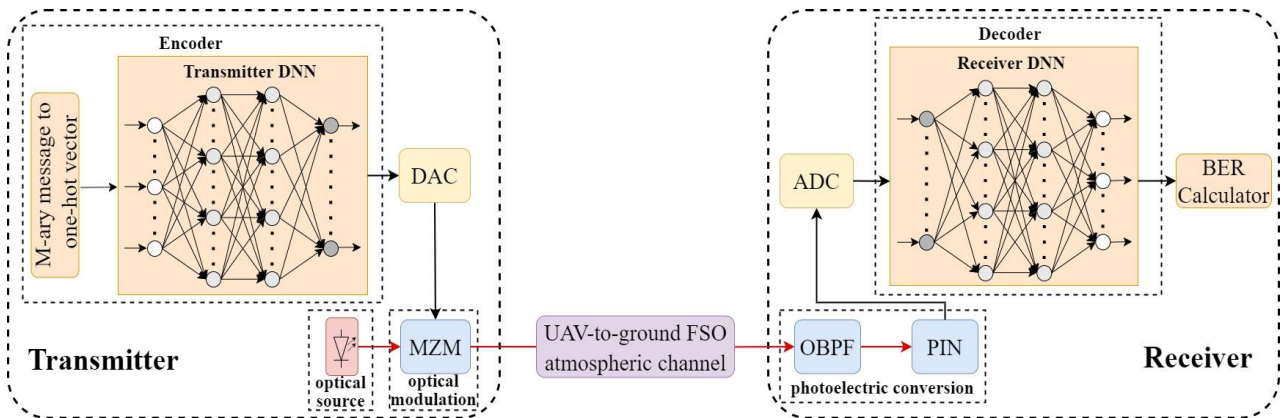 Encoder
Transmitter DNN
M-ary message to
one-hot vector
DAC
optical
source
MZM
optical
modulation
Transmitter
UAV-to-ground FSO
atmospheric channel
Decoder
Receiver DNN
ADC
BER
Calculator
OBPF
PIN
photoelectric conversion
Receiver